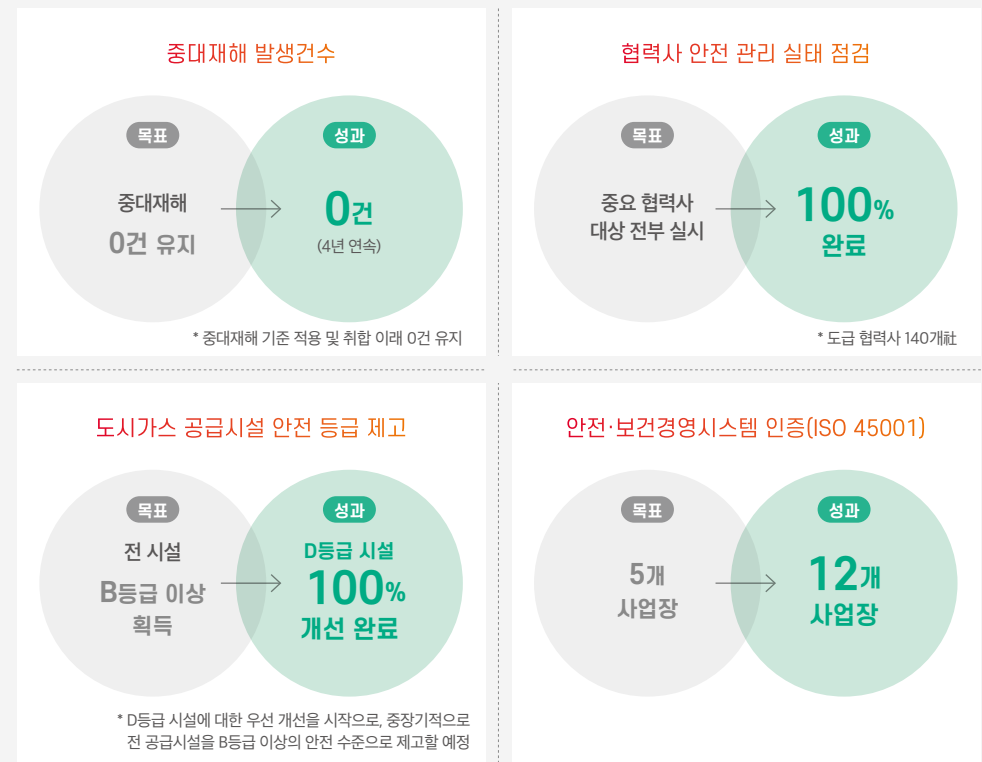 중대재해 발생건수
목표
중대재해
0건 유지
성과
0건
(4년 연속)
* 중대재해 기준 적용 및 취합 이래 0건 유지
협력사 안전 관리 실태 점검
목표
중요 협력사
대상 전부 실시
성과
100%
완료
* 도급 협력사 140개社
도시가스 공급시설 안전 등급 제고
목표
전 시설
B등급 이상
획득
성과
D등급 시설
100%
개선 완료
* D등급 시설에 대한 우선 개선을 시작으로, 중장기적으로
전 공급시설을 B등급 이상의 안전 수준으로 제고할 예정
안전·보건경영시스템 인증(ISO 45001)
목표
5개
사업장
성과
12개
사업장